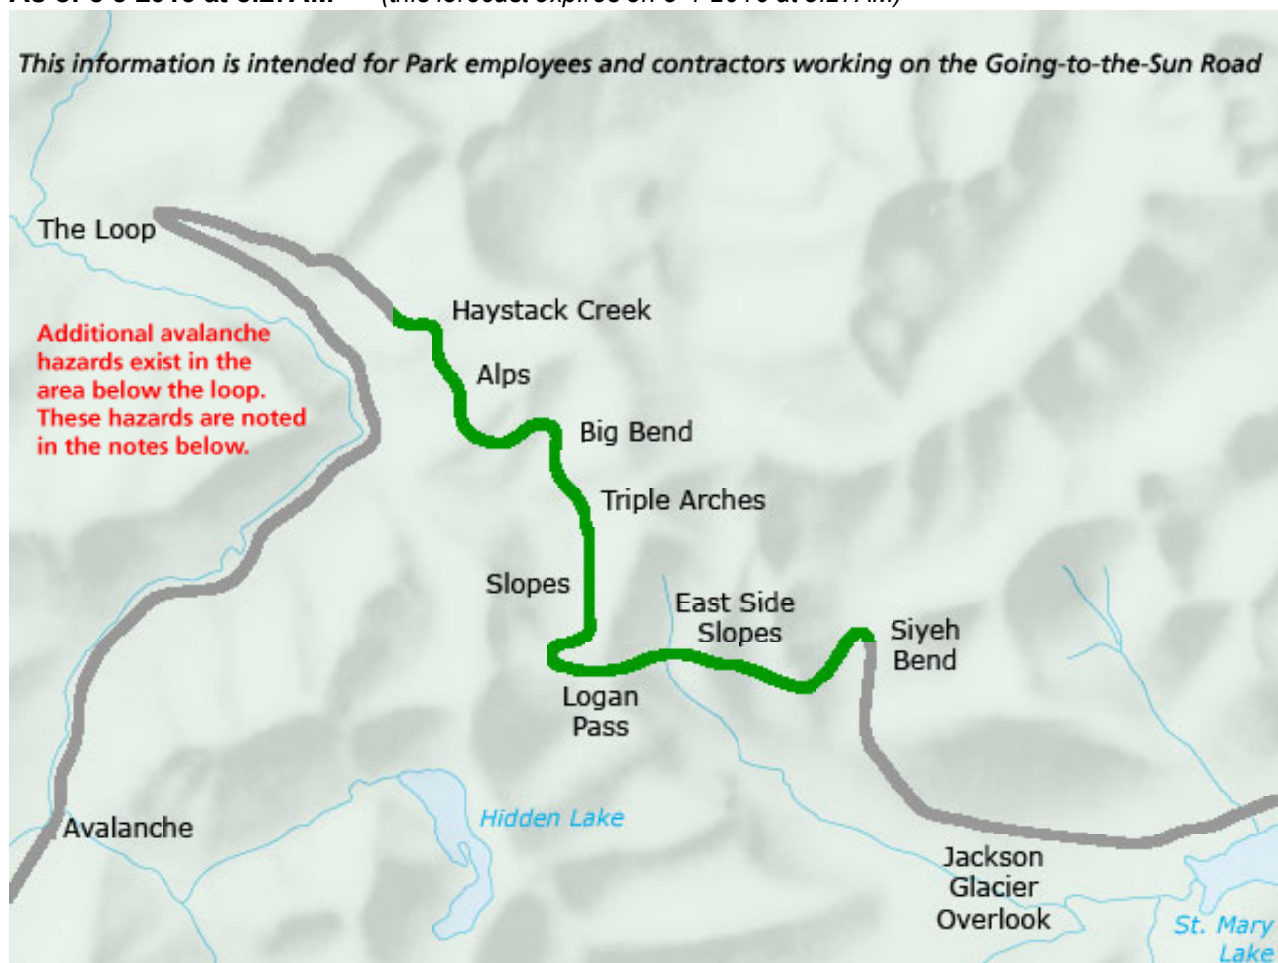 This information is intended for Park employees and contractors working on the Going-to-the-Sun Road
The Loop
Haystack Creek
Additional avalanche
hazards exist in the
area below the loop.
These hazards are noted
in the notes below.
Alps
Big Bend
Triple Arches
Slopes
East Side
Slopes
Siyeh
Bend
Logan
Pass
Hidden Lake
Avalanche
Jackson
Glacier
Overlook
St. Mary
Lake